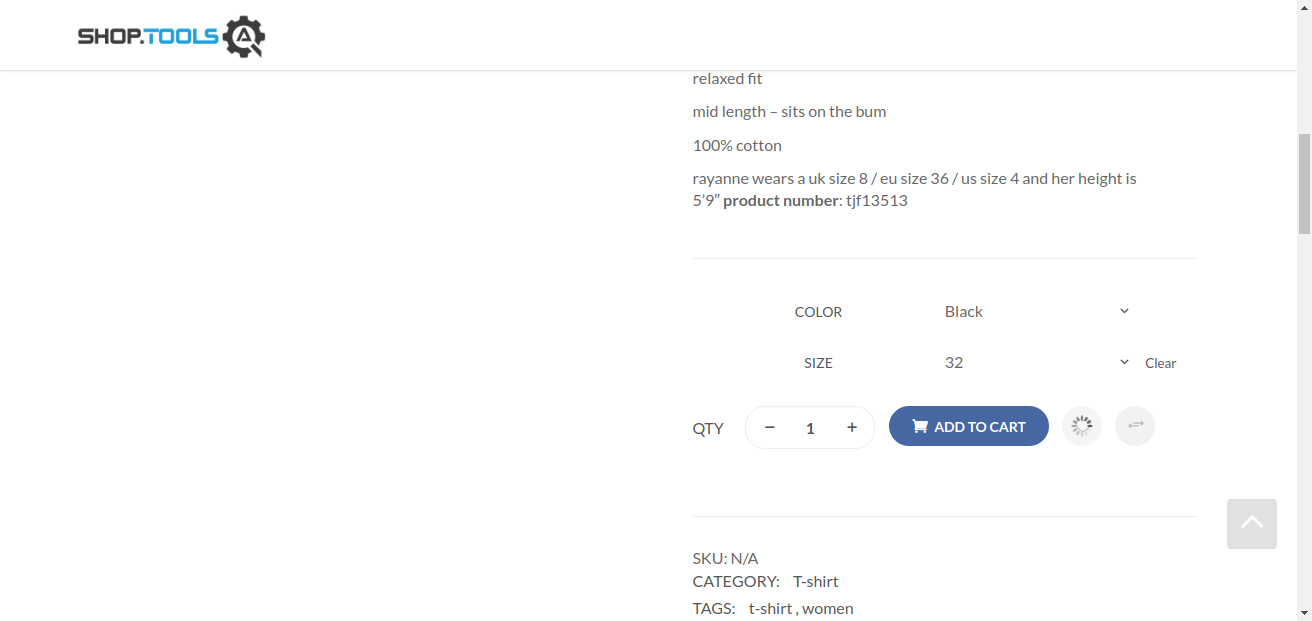 SHOP.TOOLS
relaxed fit
mid length – sits on the bum
100% cotton
rayanne wears a uk size 8 / eu size 36 / us size 4 and her height is
5’9″ product number: tjf13513
COLOR Black
SIZE 32 Clear
QTY − 1 + ADD TO CART
SKU: N/A
CATEGORY: T-shirt
TAGS: t-shirt , women